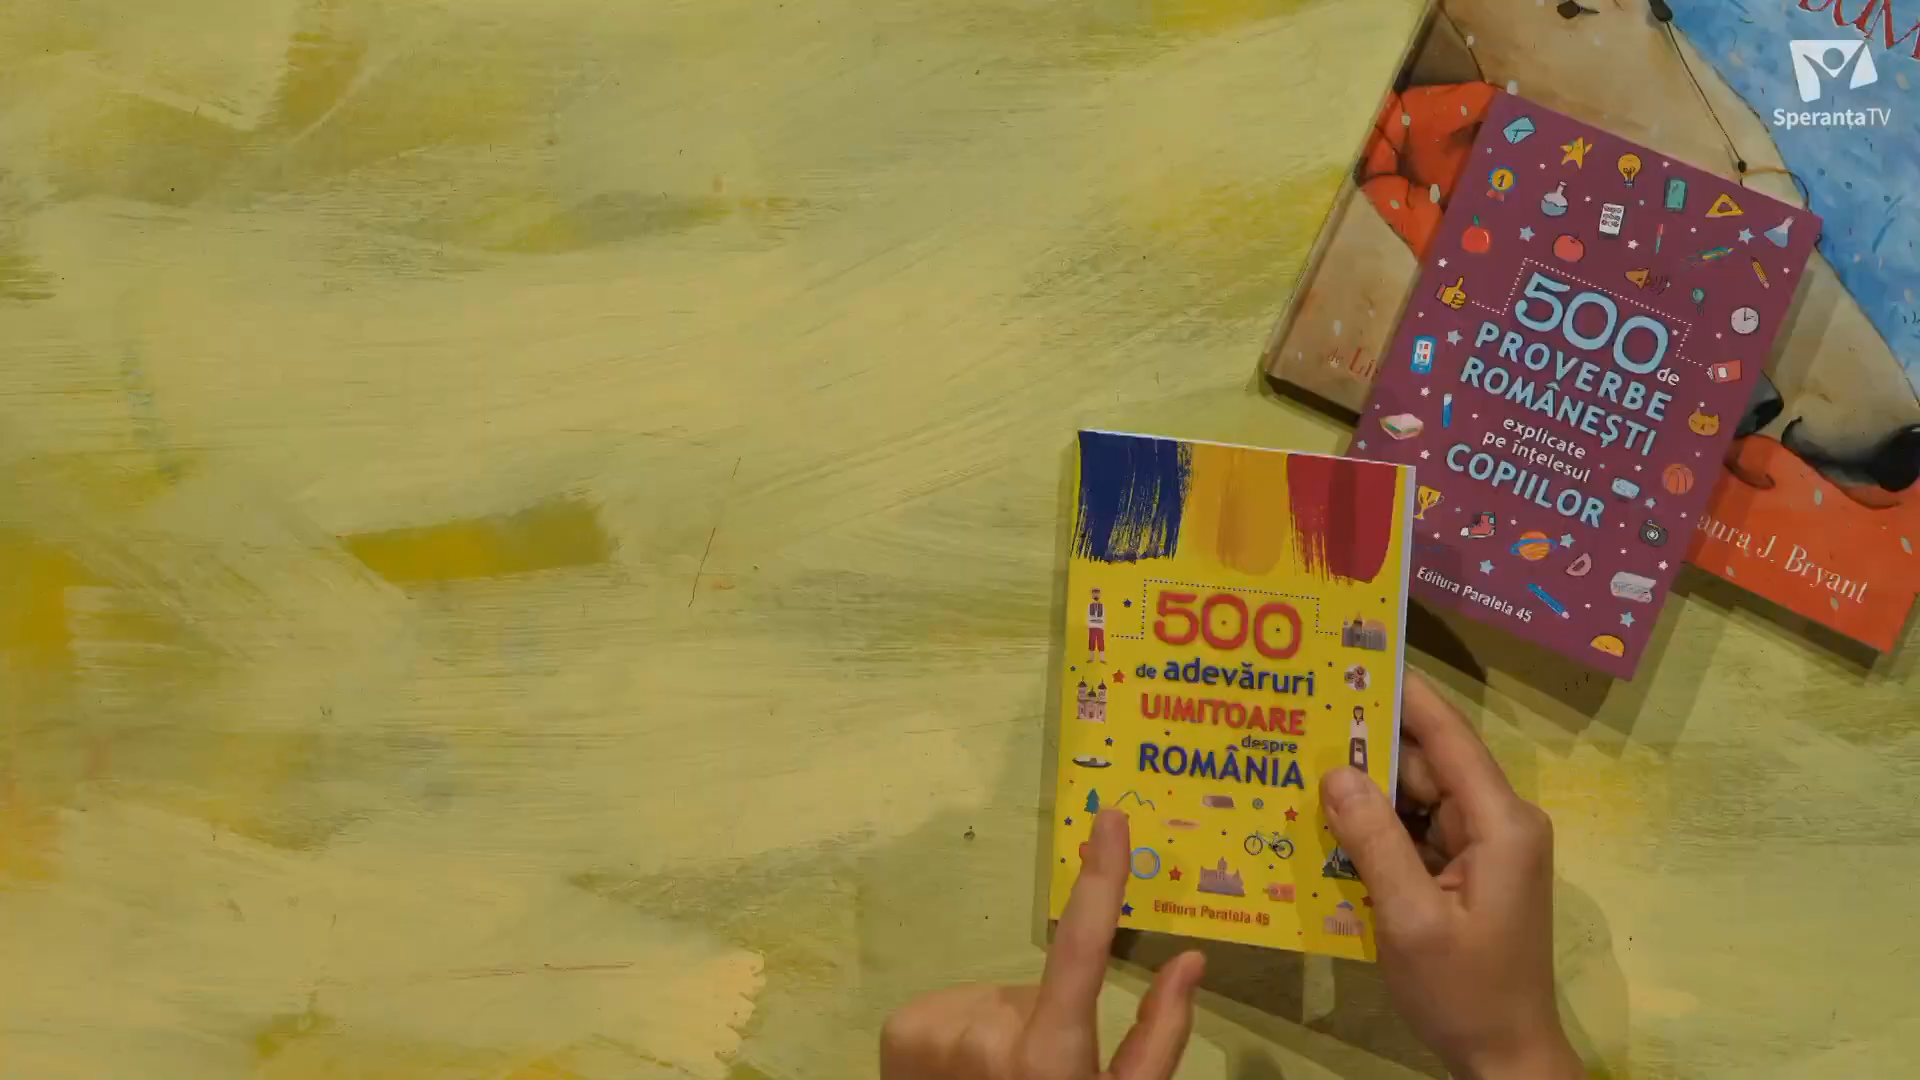 SperanțaTV
500 de
PROVERBE
ROMÂNEȘTI
explicate
pe înțelesul
COPIILOR
Editura Paralela 45
aura J. Bryant
500
de adevăruri
UIMITOARE
despre
ROMÂNIA
Editura Paralela 45